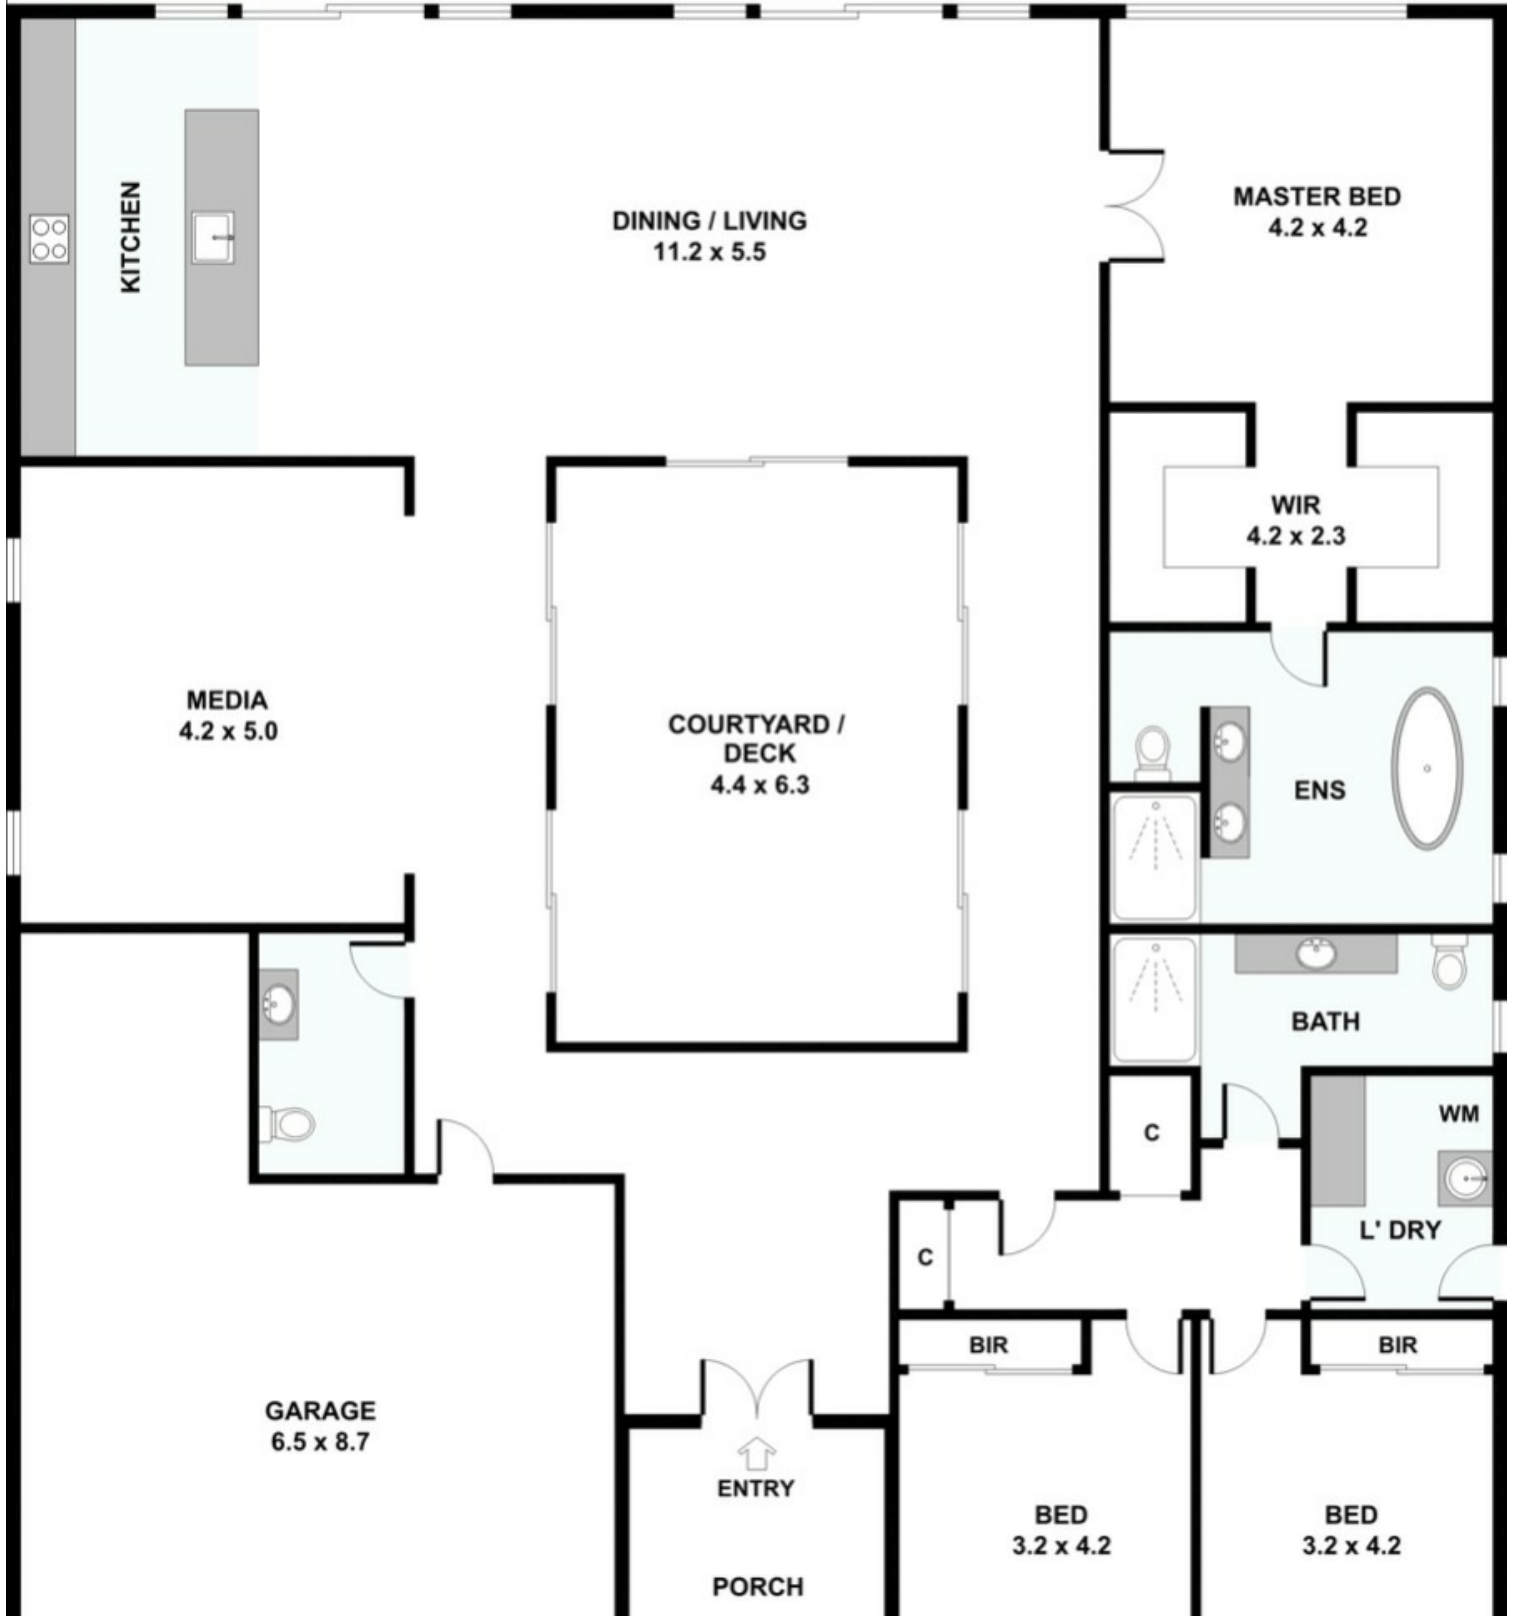 KITCHEN
DINING / LIVING
11.2 x 5.5
MASTER BED
4.2 x 4.2
WIR
4.2 x 2.3
MEDIA
4.2 x 5.0
COURTYARD /
DECK
4.4 x 6.3
ENS
BATH
WM
C
L' DRY
C
BIR
BIR
GARAGE
6.5 x 8.7
ENTRY
PORCH
BED
3.2 x 4.2
BED
3.2 x 4.2